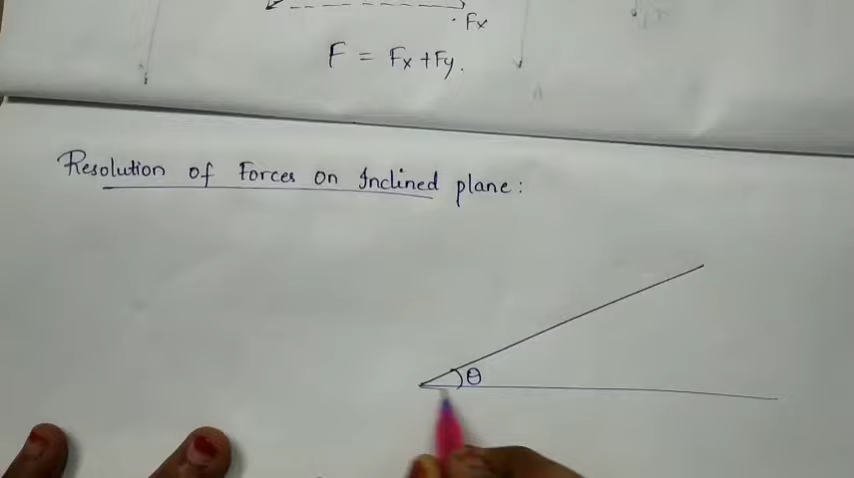 Fx
F = Fx + Fy.
Resolution of Forces on Inclined plane :
θ